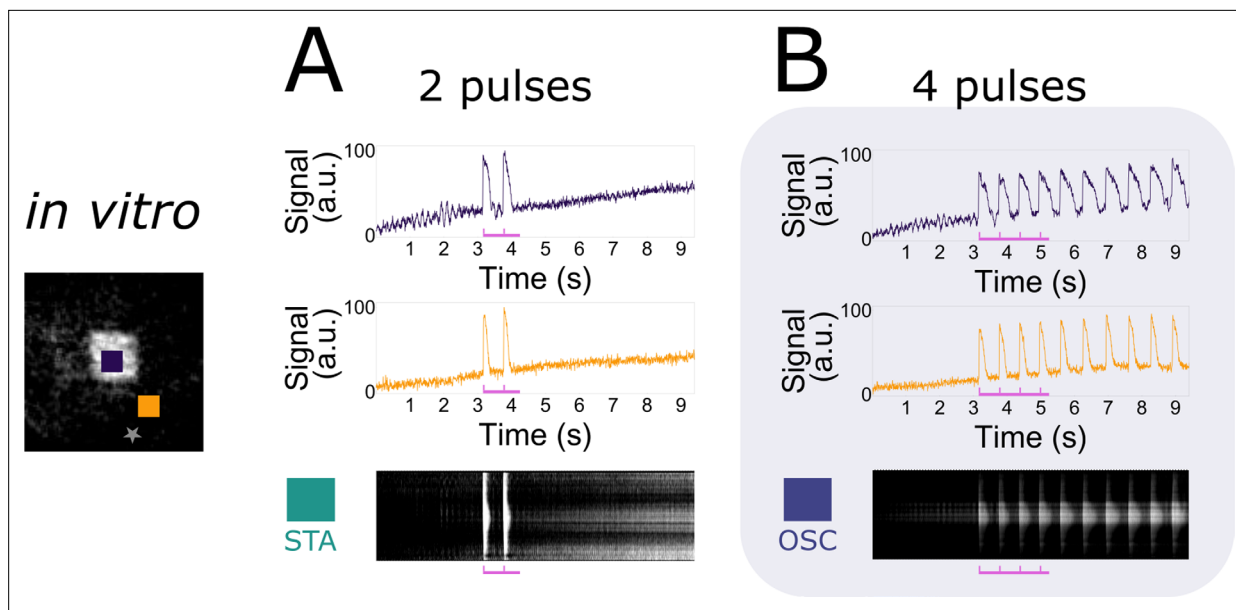 A
B
2 pulses
4 pulses
in vitro
100
Signal
(a.u.)
0
1 2 3 4 5 6 7 8 9
Time (s)
100
Signal
(a.u.)
0
1 2 3 4 5 6 7 8 9
Time (s)
100
Signal
(a.u.)
0
1 2 3 4 5 6 7 8 9
Time (s)
100
Signal
(a.u.)
0
1 2 3 4 5 6 7 8 9
Time (s)
STA
OSC